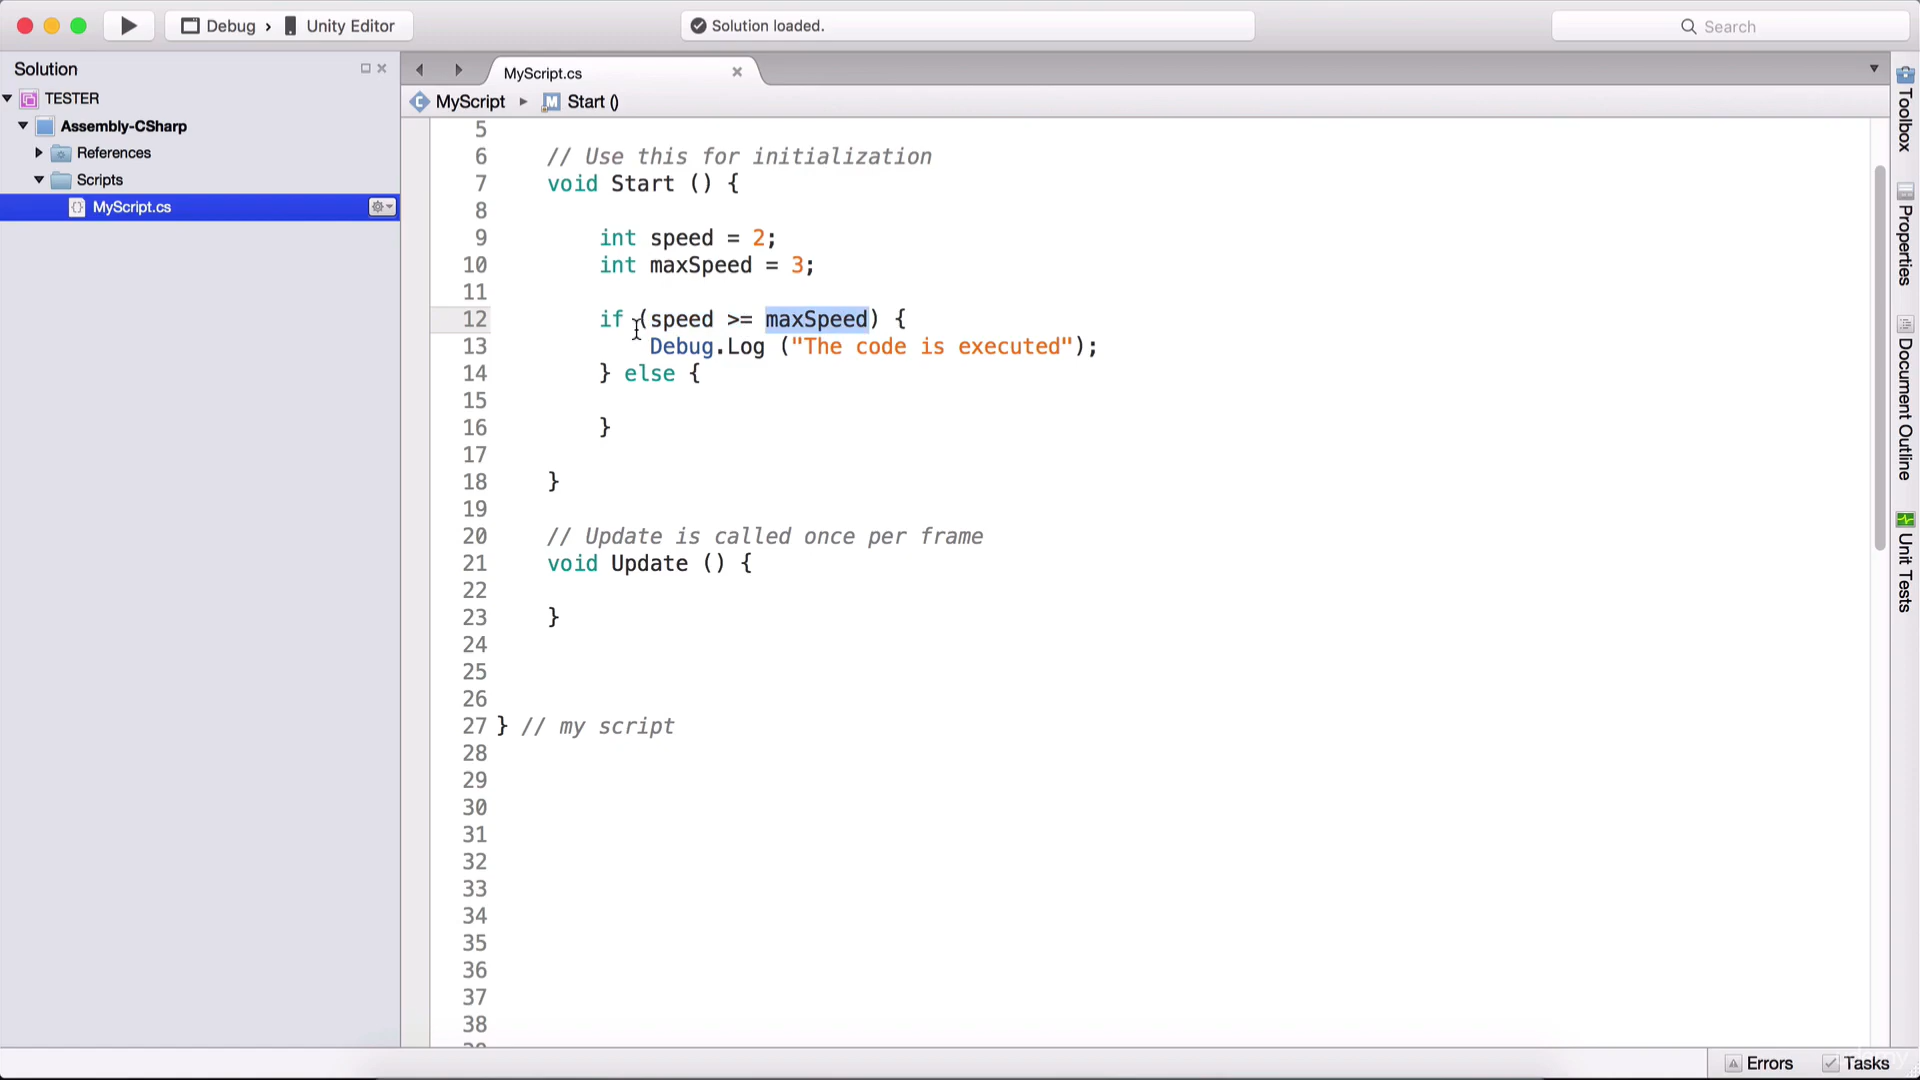 Debug › Unity Editor
Solution loaded.
Search
Solution
TESTER
Assembly-CSharp
References
Scripts
MyScript.cs
MyScript.cs
MyScript ▸ M Start ()
5
6 // Use this for initialization
7 void Start () {
8
9 int speed = 2;
10 int maxSpeed = 3;
11
12 if (speed >= maxSpeed) {
13 Debug.Log ("The code is executed");
14 } else {
15
16 }
17
18 }
19
20 // Update is called once per frame
21 void Update () {
22
23 }
24
25
26
27 } // my script
28
29
30
31
32
33
34
35
36
37
38
Toolbox
Properties
Document Outline
Unit Tests
Errors
Tasks